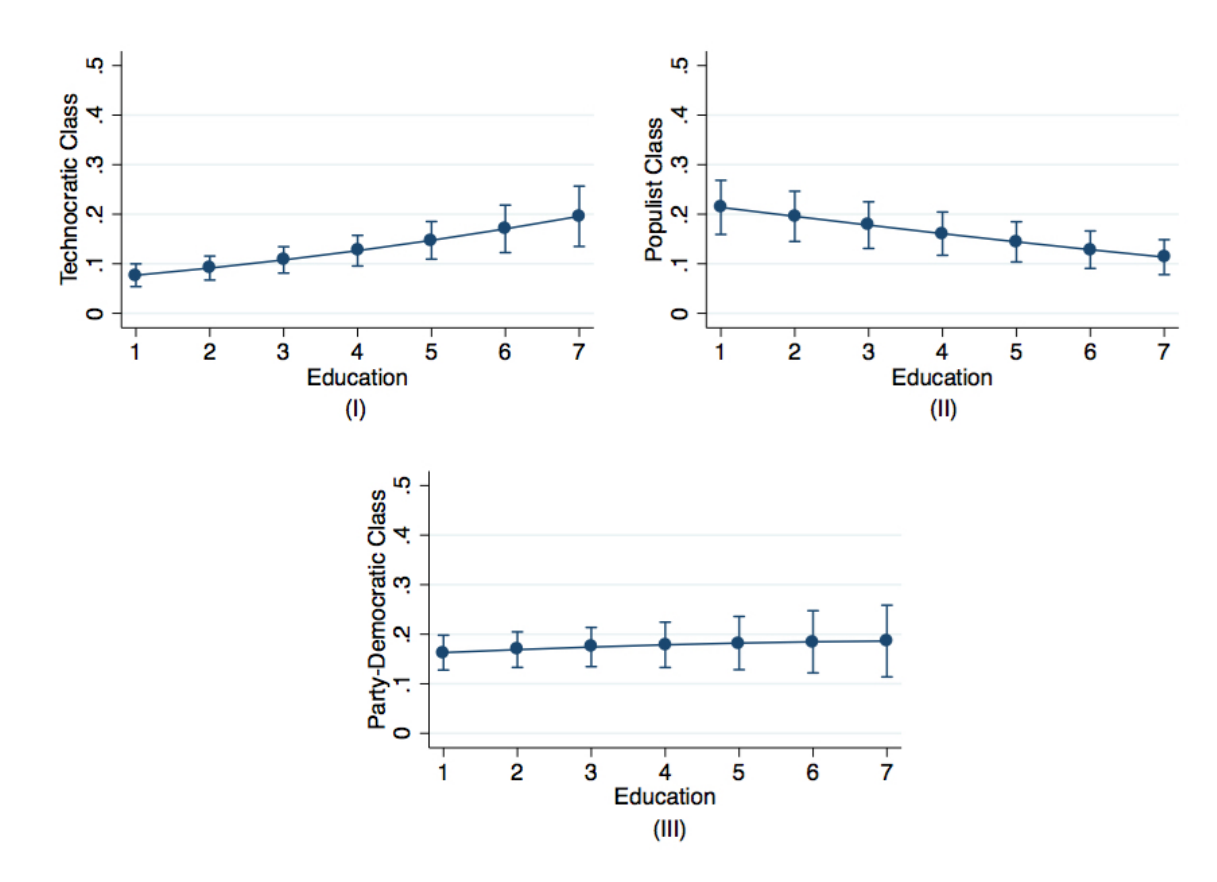 Technocratic Class
.5
.4
.3
.2
.1
0
1 2 3 4 5 6 7
Education
(I)
Populist Class
.5
.4
.3
.2
.1
0
1 2 3 4 5 6 7
Education
(II)
Party-Democratic Class
.5
.4
.3
.2
.1
0
1 2 3 4 5 6 7
Education
(III)